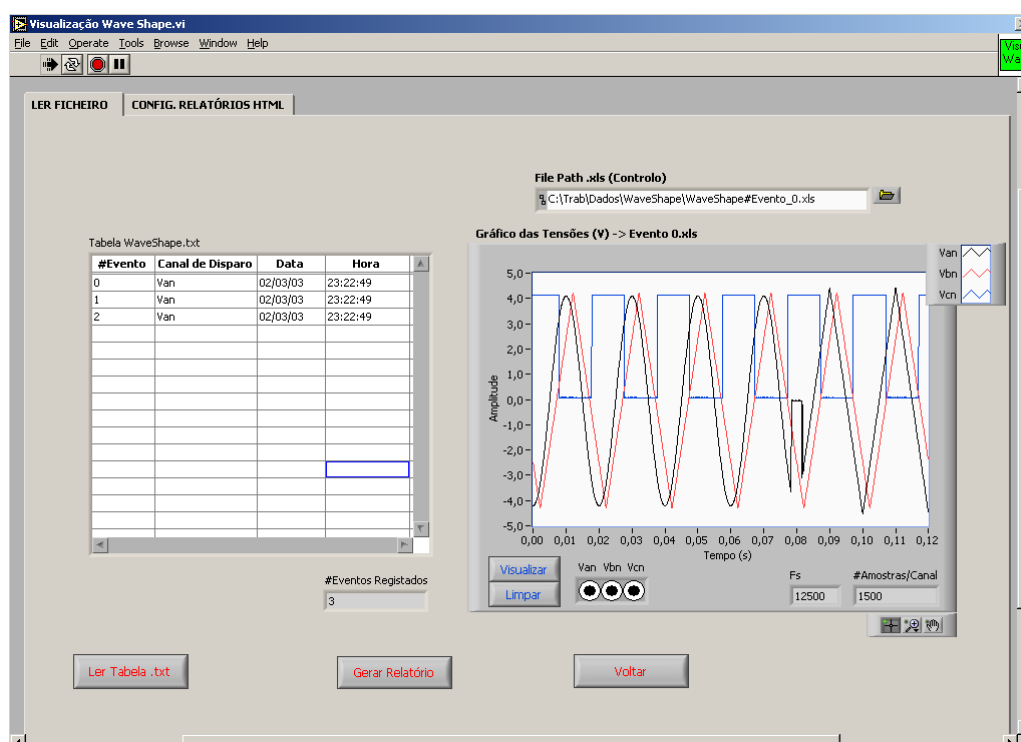 Visualização Wave Shape.vi
File Edit Operate Tools Browse Window Help
LER FICHEIRO
CONFIG. RELATÓRIOS HTML
File Path .xls (Controlo)
C:\Trab\Dados\WaveShape\WaveShape#Evento_0.xls
Tabela WaveShape.txt
#Evento Canal de Disparo Data Hora
0 Van 02/03/03 23:22:49
1 Van 02/03/03 23:22:49
2 Van 02/03/03 23:22:49
#Eventos Registados
3
Gráfico das Tensões (V) -> Evento 0.xls
Van
Vbn
Vcn
Amplitude
5,0
4,0
3,0
2,0
1,0
0,0
-1,0
-2,0
-3,0
-4,0
-5,0
0,00 0,01 0,02 0,03 0,04 0,05 0,06 0,07 0,08 0,09 0,10 0,11 0,12
Tempo (s)
Visualizar
Limpar
Van Vbn Vcn
Fs
12500
#Amostras/Canal
1500
Ler Tabela .txt
Gerar Relatório
Voltar